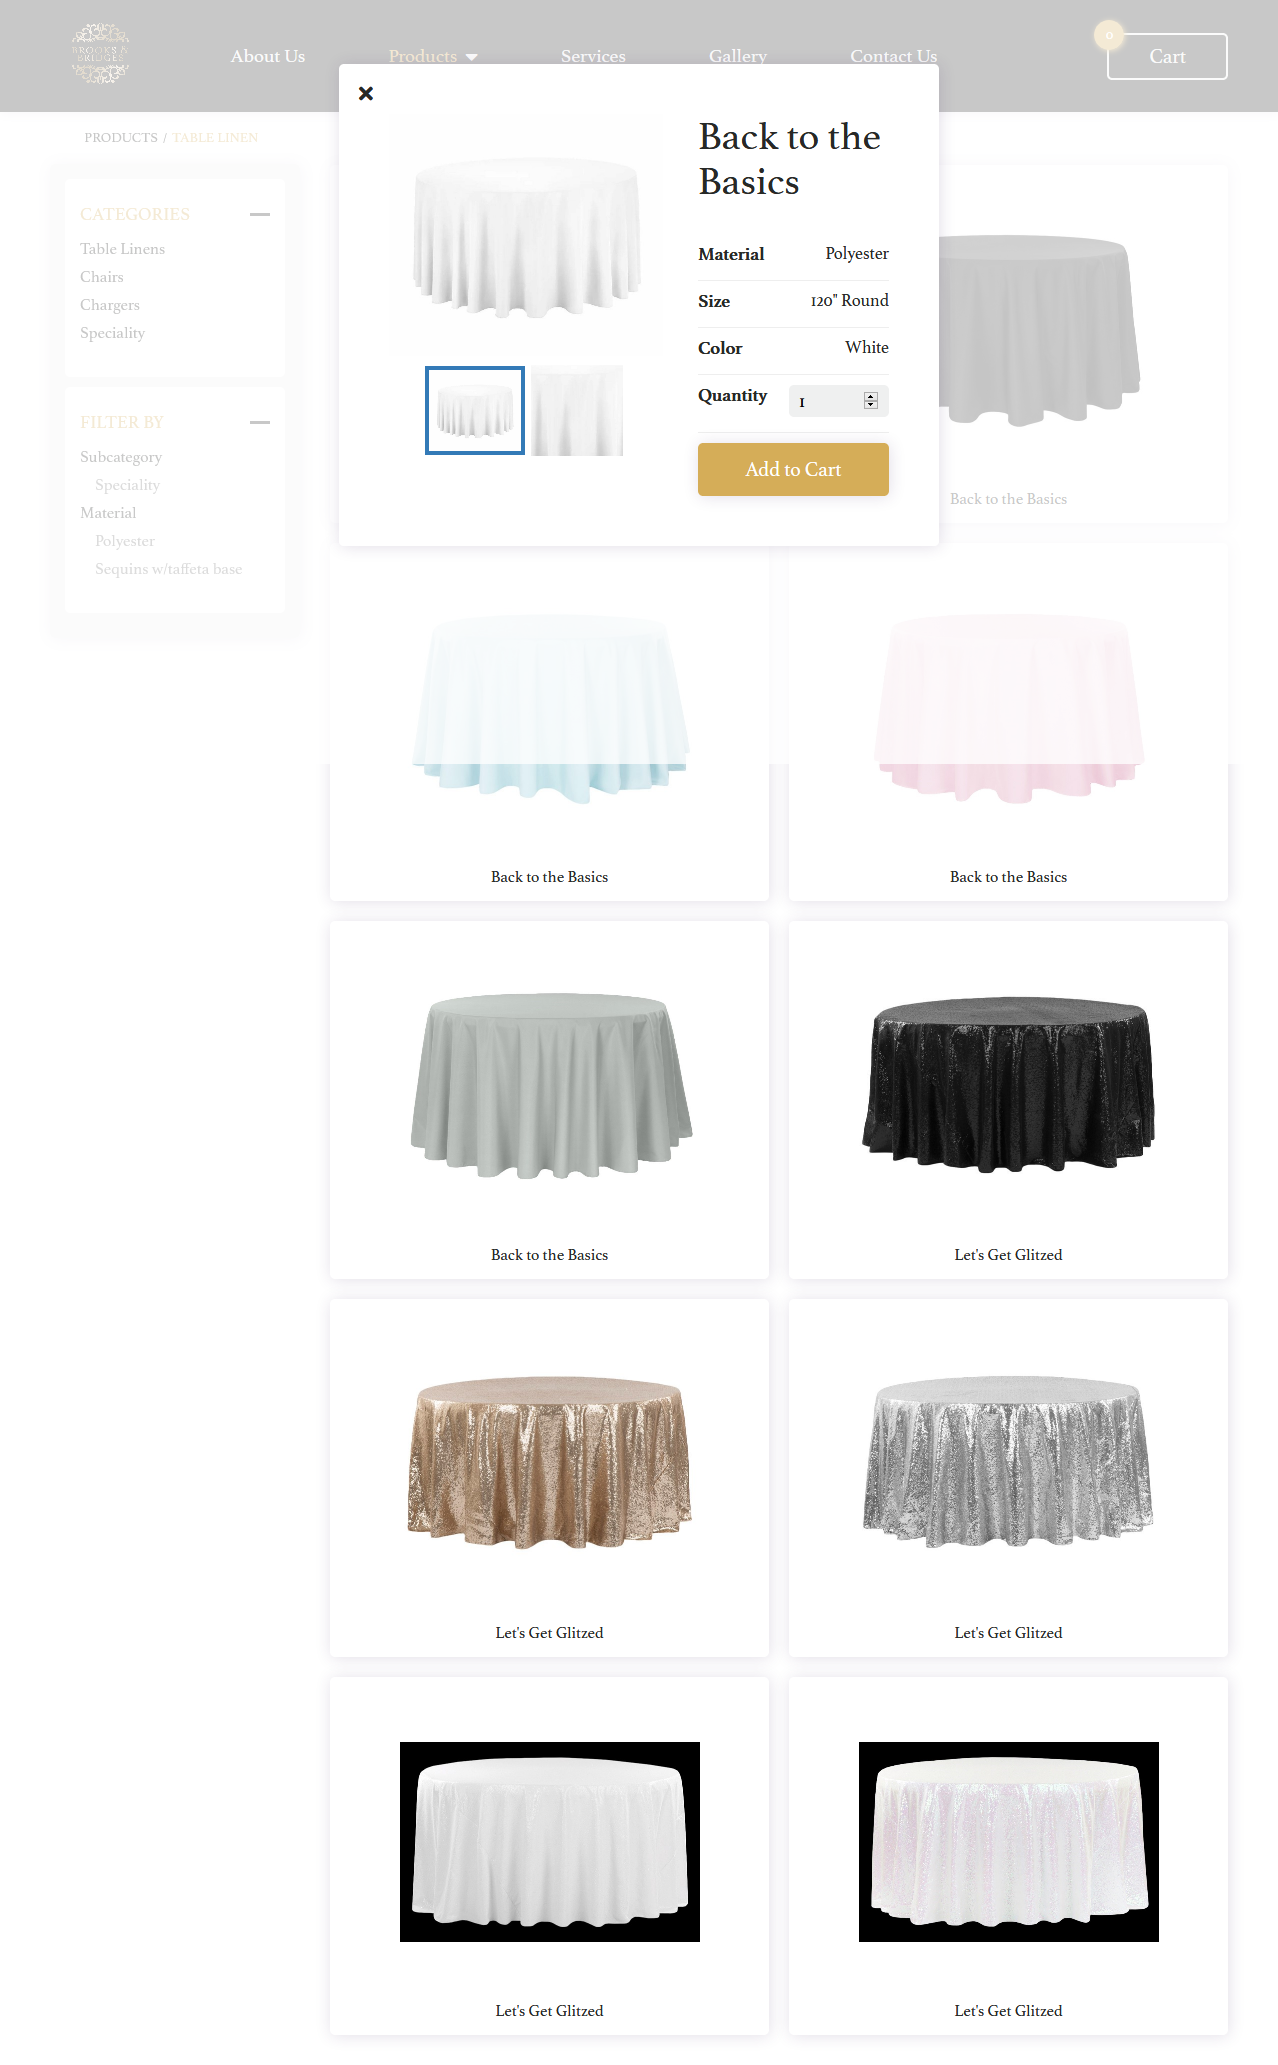 BROOKS &
BRIDGES
About Us
Products
Services
Gallery
Contact Us
0
Cart
PRODUCTS / TABLE LINEN
CATEGORIES
Table Linens
Chairs
Chargers
Speciality
FILTER BY
Subcategory
Speciality
Material
Polyester
Sequins w/taffeta base
Back to the
Basics
Material Polyester
Size 120" Round
Color White
Quantity 1
Add to Cart
Back to the Basics
Back to the Basics
Back to the Basics
Back to the Basics
Let's Get Glitzed
Let's Get Glitzed
Let's Get Glitzed
Let's Get Glitzed
Let's Get Glitzed